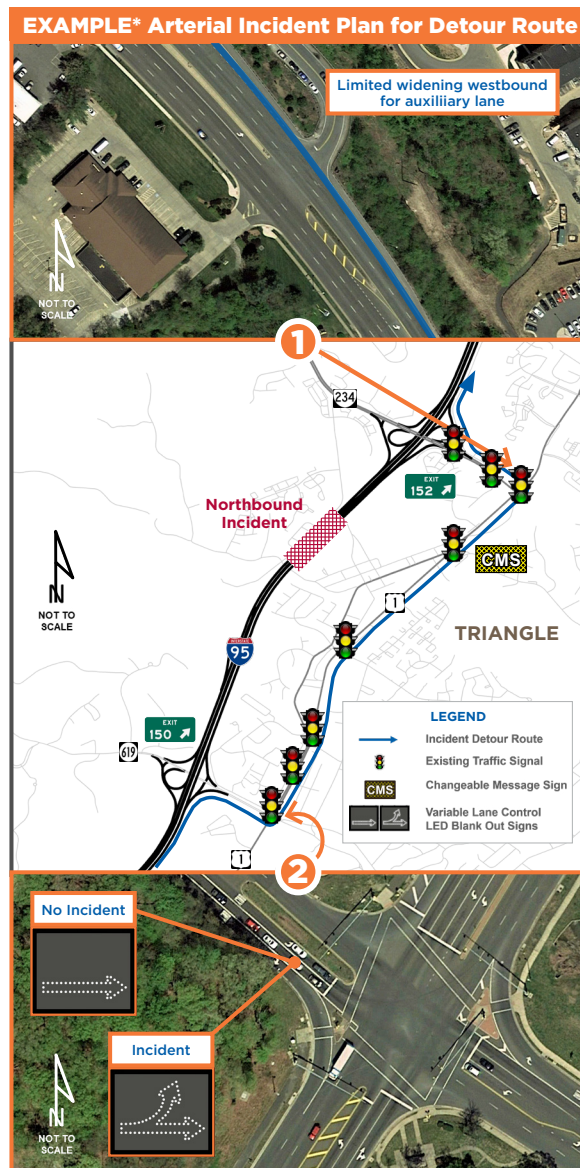 EXAMPLE* Arterial Incident Plan for Detour Route
Limited widening westbound
for auxiliiary lane
N
NOT TO
SCALE
1
234
EXIT
152
Northbound
Incident
N
NOT TO
SCALE
CMS
1
TRIANGLE
INTERSTATE
95
EXIT
150
619
LEGEND
Incident Detour Route
Existing Traffic Signal
CMS
Changeable Message Sign
Variable Lane Control
LED Blank Out Signs
1
2
No Incident
Incident
N
NOT TO
SCALE